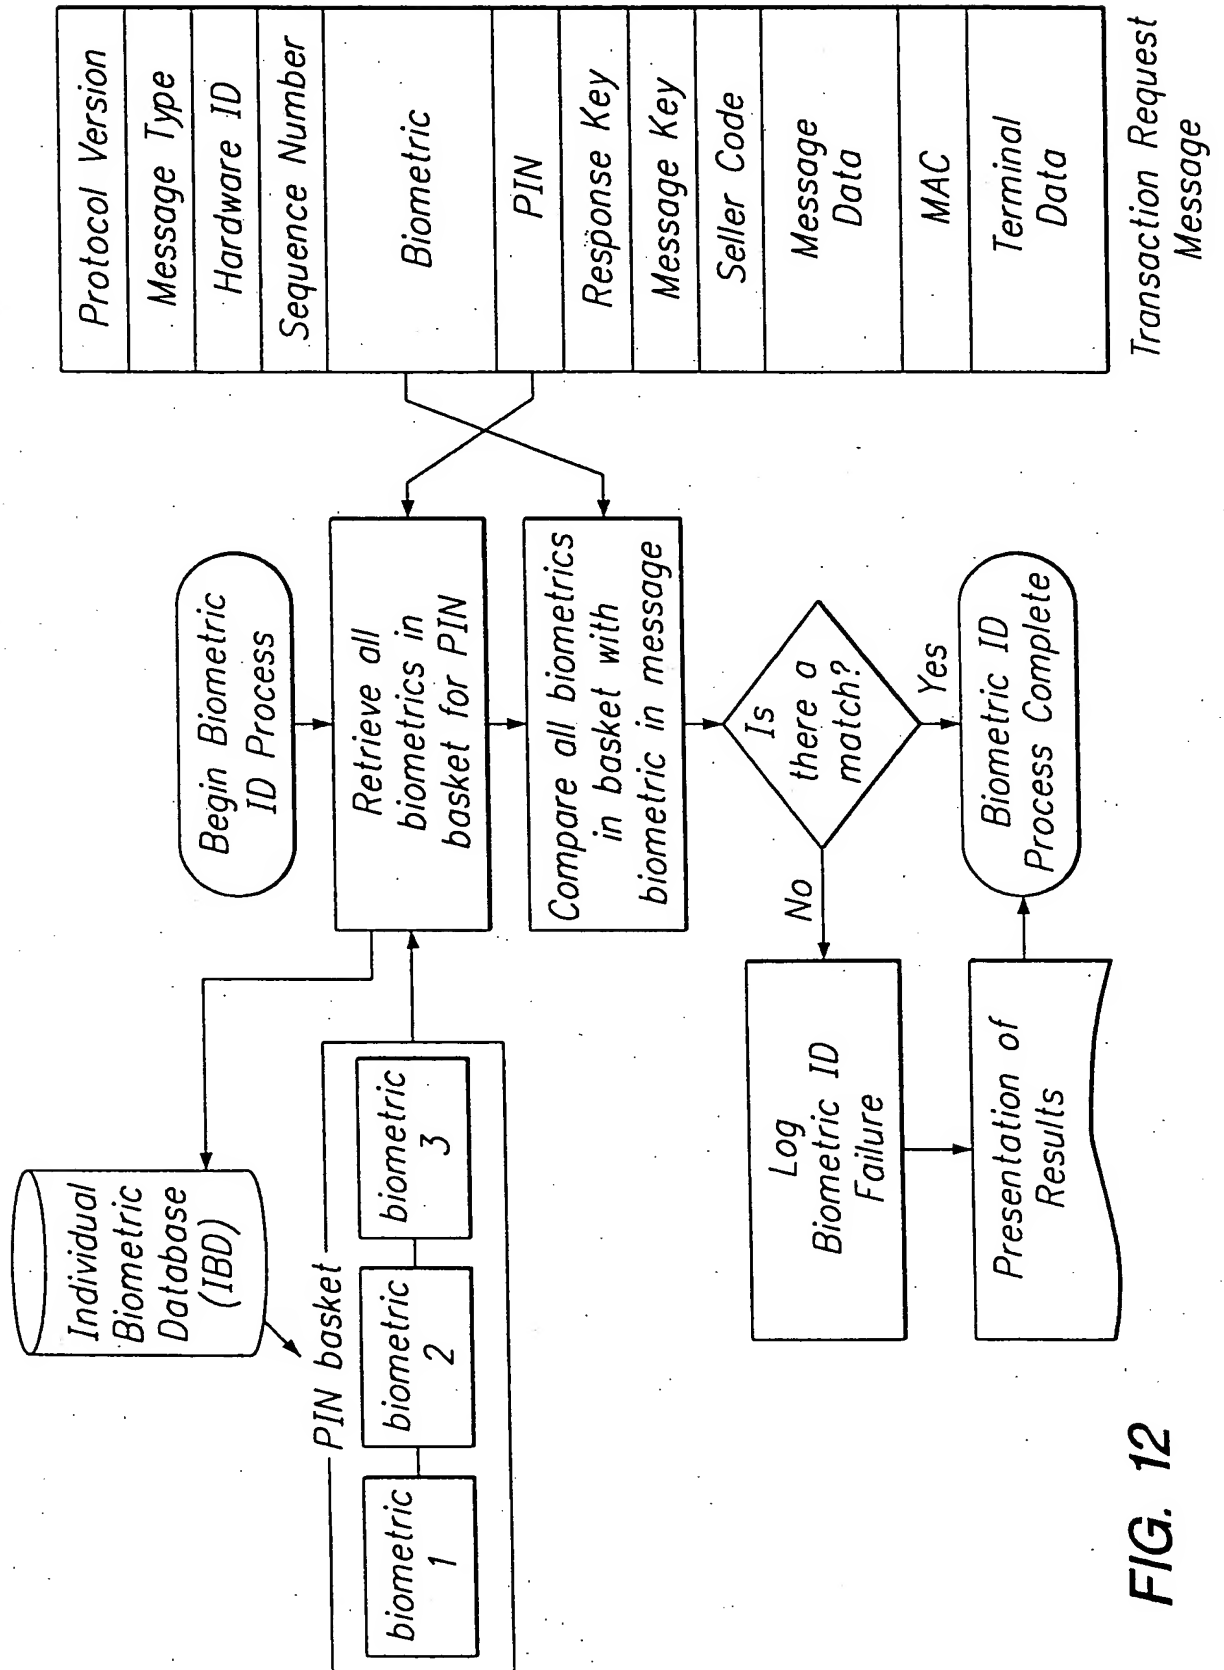 Individual
Biometric
Database
(IBD)
PIN basket
biometric
1
biometric
2
biometric
3
Begin Biometric
ID Process
Retrieve all
biometrics in
basket for PIN
Compare all biometrics
in basket with
biometric in message
Is
there a
match?
No
Yes
Log
Biometric ID
Failure
Presentation of
Results
Biometric ID
Process Complete
Protocol Version
Message Type
Hardware ID
Sequence Number
Biometric
PIN
Response Key
Message Key
Seller Code
Message
Data
MAC
Terminal
Data
Transaction Request
Message
FIG. 12